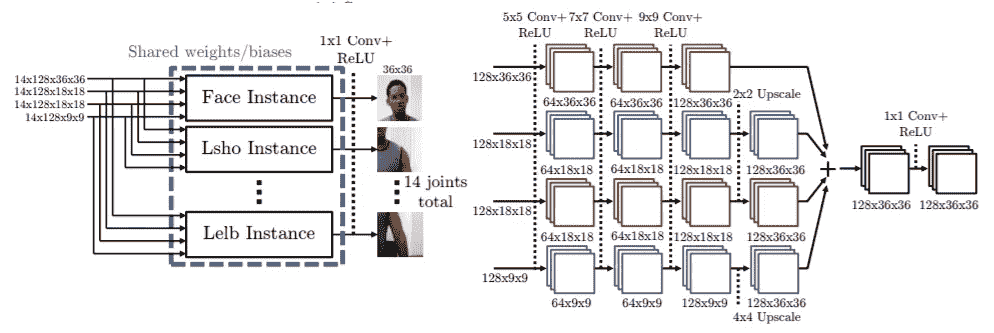 Shared weights/biases
1x1 Conv+
ReLU
36x36
14x128x36x36
14x128x18x18
14x128x18x18
14x128x9x9
Face Instance
Lsho Instance
Lelb Instance
14 joints
total
5x5 Conv+
ReLU
7x7 Conv+
ReLU
9x9 Conv+
ReLU
128x36x36
64x36x36
64x36x36
128x36x36
2x2 Upscale
128x18x18
64x18x18
64x18x18
128x18x18
128x36x36
128x18x18
64x18x18
64x18x18
128x18x18
128x36x36
128x9x9
64x9x9
64x9x9
128x9x9
128x36x36
4x4 Upscale
+
1x1 Conv+
ReLU
128x36x36
128x36x36